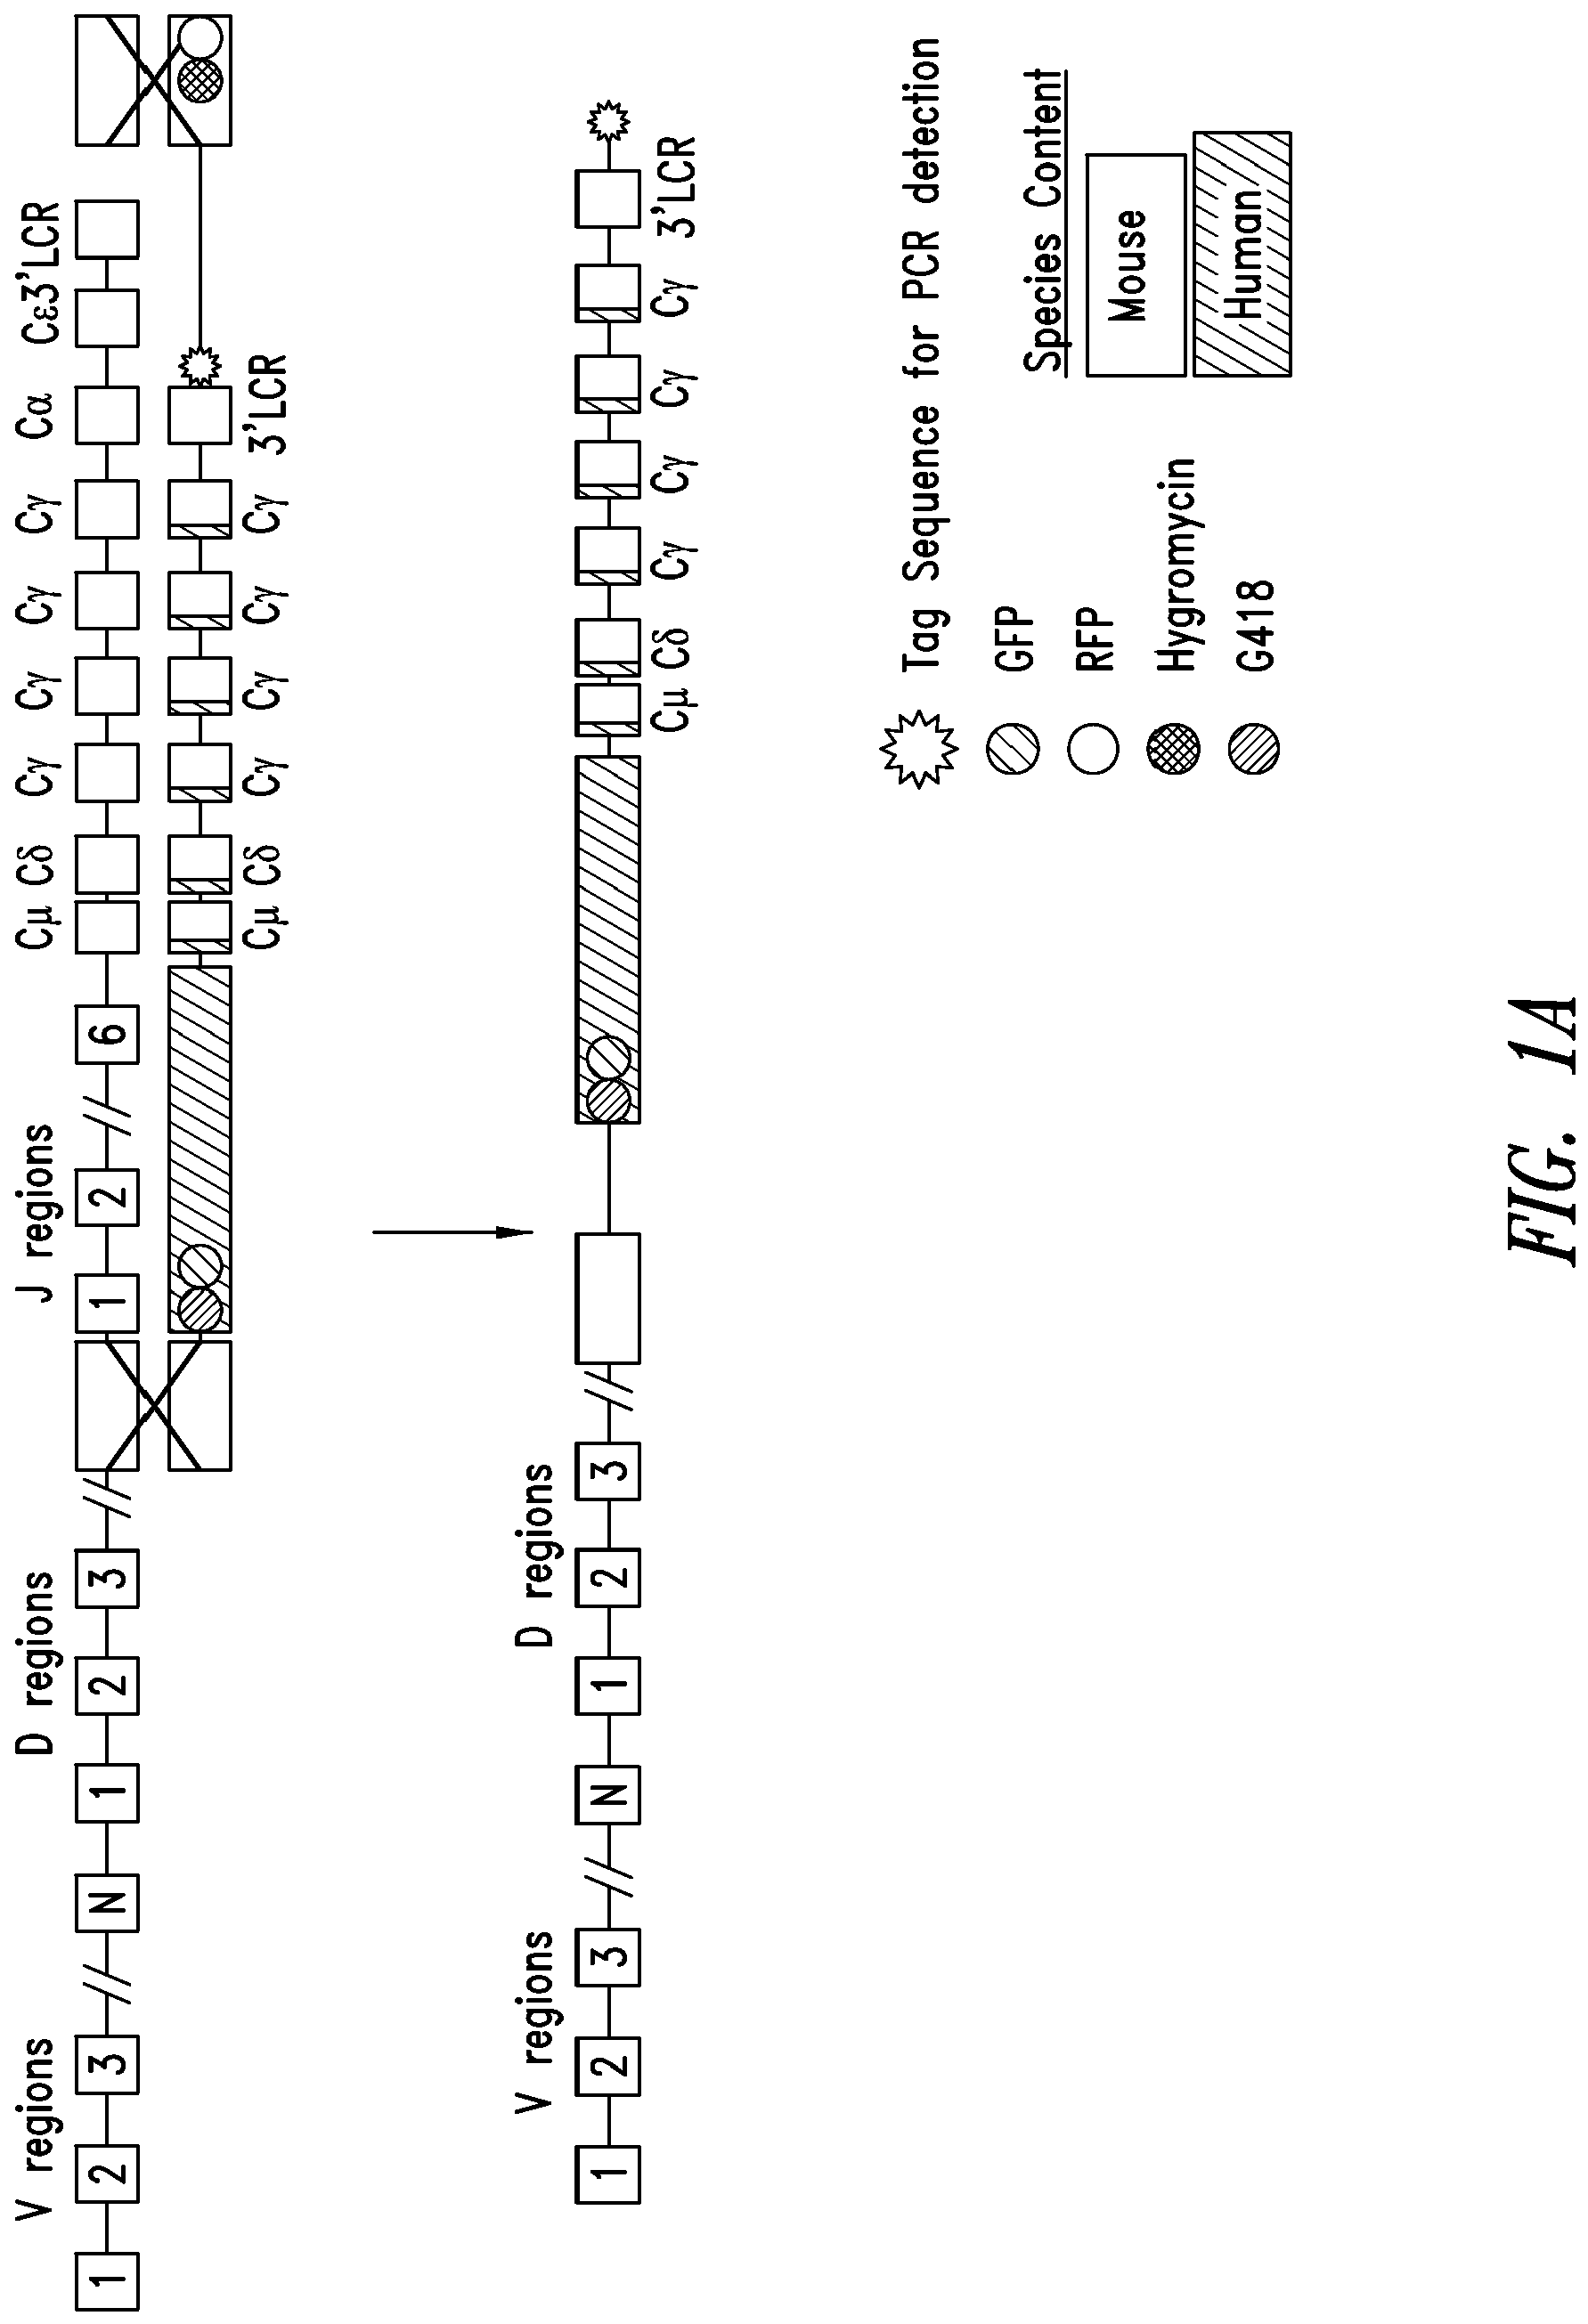 V regions D regions J regions Cμ Cδ Cγ Cγ Cγ Cγ Cα Cε3'LCR
1 2 3 // N 1 2 3 // 1 2 // 6
Cμ Cδ Cγ Cγ Cγ Cγ 3'LCR
V regions D regions
1 2 3 // N 1 2 3 //
Cμ Cδ Cγ Cγ Cγ Cγ 3'LCR
Tag Sequence for PCR detection
GFP
RFP
Hygromycin
G418
Species Content
Mouse
Human
FIG. 1A